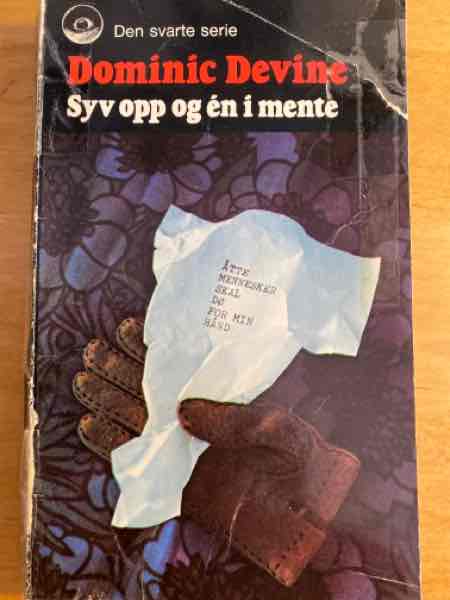 Den svarte serie
Dominic Devine
Syv opp og én i mente
ÅTTE
MENNESKER
SKAL
DØ
FOR MIN
HÅND